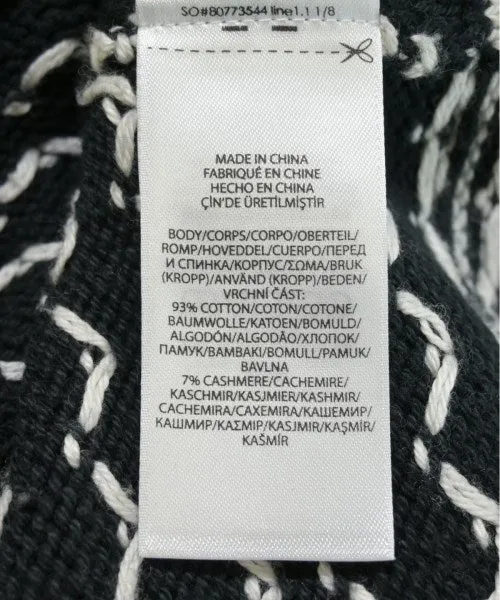 SO#80773544 line1.1 1/8
MADE IN CHINA
FABRIQUÉ EN CHINE
HECHO EN CHINA
ÇİN'DE ÜRETİLMİŞTİR
BODY/CORPS/CORPO/OBERTEIL/
ROMP/HOVEDDEL/CUERPO/ПЕРЕД
И СПИНКА/КОРПУС/ΣΩΜΑ/BRUK
(KROPP)/ANVÄND (KROPP)/BEDEN/
VRCHNÍ ČÁST:
93% COTTON/COTON/COTONE/
BAUMWOLLE/KATOEN/BOMULD/
ALGODÓN/ALGODÃO/ХЛОПОК/
ПАМУК/ΒΑΜΒΑΚΙ/BOMULL/PAMUK/
BAVLNA
7% CASHMERE/CACHEMIRE/
KASCHMIR/KASJMIER/KASHMIR/
CACHEMIRA/CAXEMIRA/КАШЕМИР/
КАШМИР/ΚΑΣΜΙΡ/KASJMIR/KAŞMİR/
KAŠMÍR